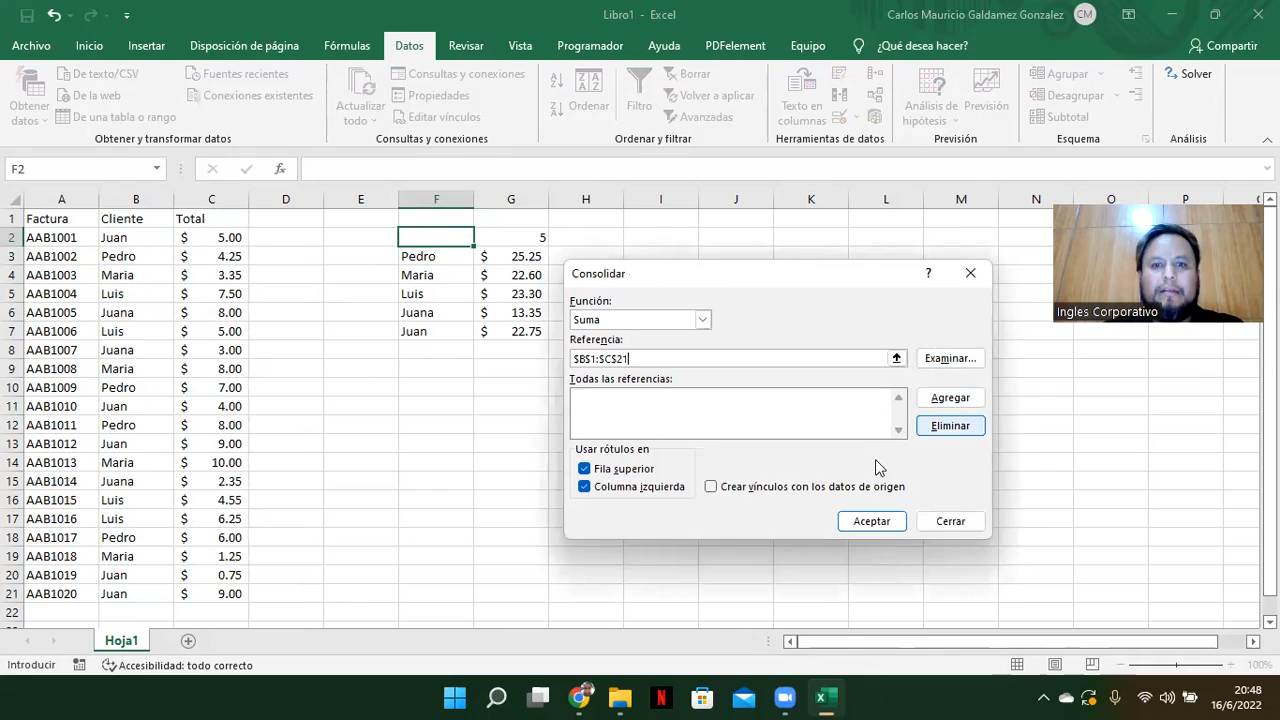 Libro1 - Excel
Carlos Mauricio Galdamez Gonzalez CM
Archivo Inicio Insertar Disposición de página Fórmulas Datos Revisar Vista Programador Ayuda PDFelement Equipo ¿Qué desea hacer? Compartir
Obtener datos
De texto/CSV
De la web
De una tabla o rango
Fuentes recientes
Conexiones existentes
Obtener y transformar datos
Actualizar todo
Consultas y conexiones
Propiedades
Editar vínculos
Consultas y conexiones
Ordenar
Filtro
Borrar
Volver a aplicar
Avanzadas
Ordenar y filtrar
Texto en columnas
Herramientas de datos
Análisis de hipótesis
Previsión
Previsión
Agrupar
Desagrupar
Subtotal
Esquema
Solver
Análisis
F2 fx
A B C D E F G H I J K L M N O P
1 Factura Cliente Total
2 AAB1001 Juan $ 5.00 5
3 AAB1002 Pedro $ 4.25 Pedro $ 25.25
4 AAB1003 Maria $ 3.35 Maria $ 22.60
5 AAB1004 Luis $ 7.50 Luis $ 23.30
6 AAB1005 Juana $ 8.00 Juana $ 13.35
7 AAB1006 Luis $ 5.00 Juan $ 22.75
8 AAB1007 Juana $ 3.00
9 AAB1008 Maria $ 8.00
10 AAB1009 Pedro $ 7.00
11 AAB1010 Juan $ 4.00
12 AAB1011 Pedro $ 8.00
13 AAB1012 Juan $ 9.00
14 AAB1013 Maria $ 10.00
15 AAB1014 Juana $ 2.35
16 AAB1015 Luis $ 4.55
17 AAB1016 Luis $ 6.25
18 AAB1017 Pedro $ 6.00
19 AAB1018 Maria $ 1.25
20 AAB1019 Juan $ 0.75
21 AAB1020 Juan $ 9.00
22
Consolidar ?
Función:
Suma
Referencia:
$B$1:$C$21 Examinar...
Todas las referencias:
Agregar
Eliminar
Usar rótulos en
Fila superior
Columna izquierda
Crear vínculos con los datos de origen
Aceptar Cerrar
Ingles Corporativo
Hoja1
Introducir Accesibilidad: todo correcto 100%
20:48
16/6/2022